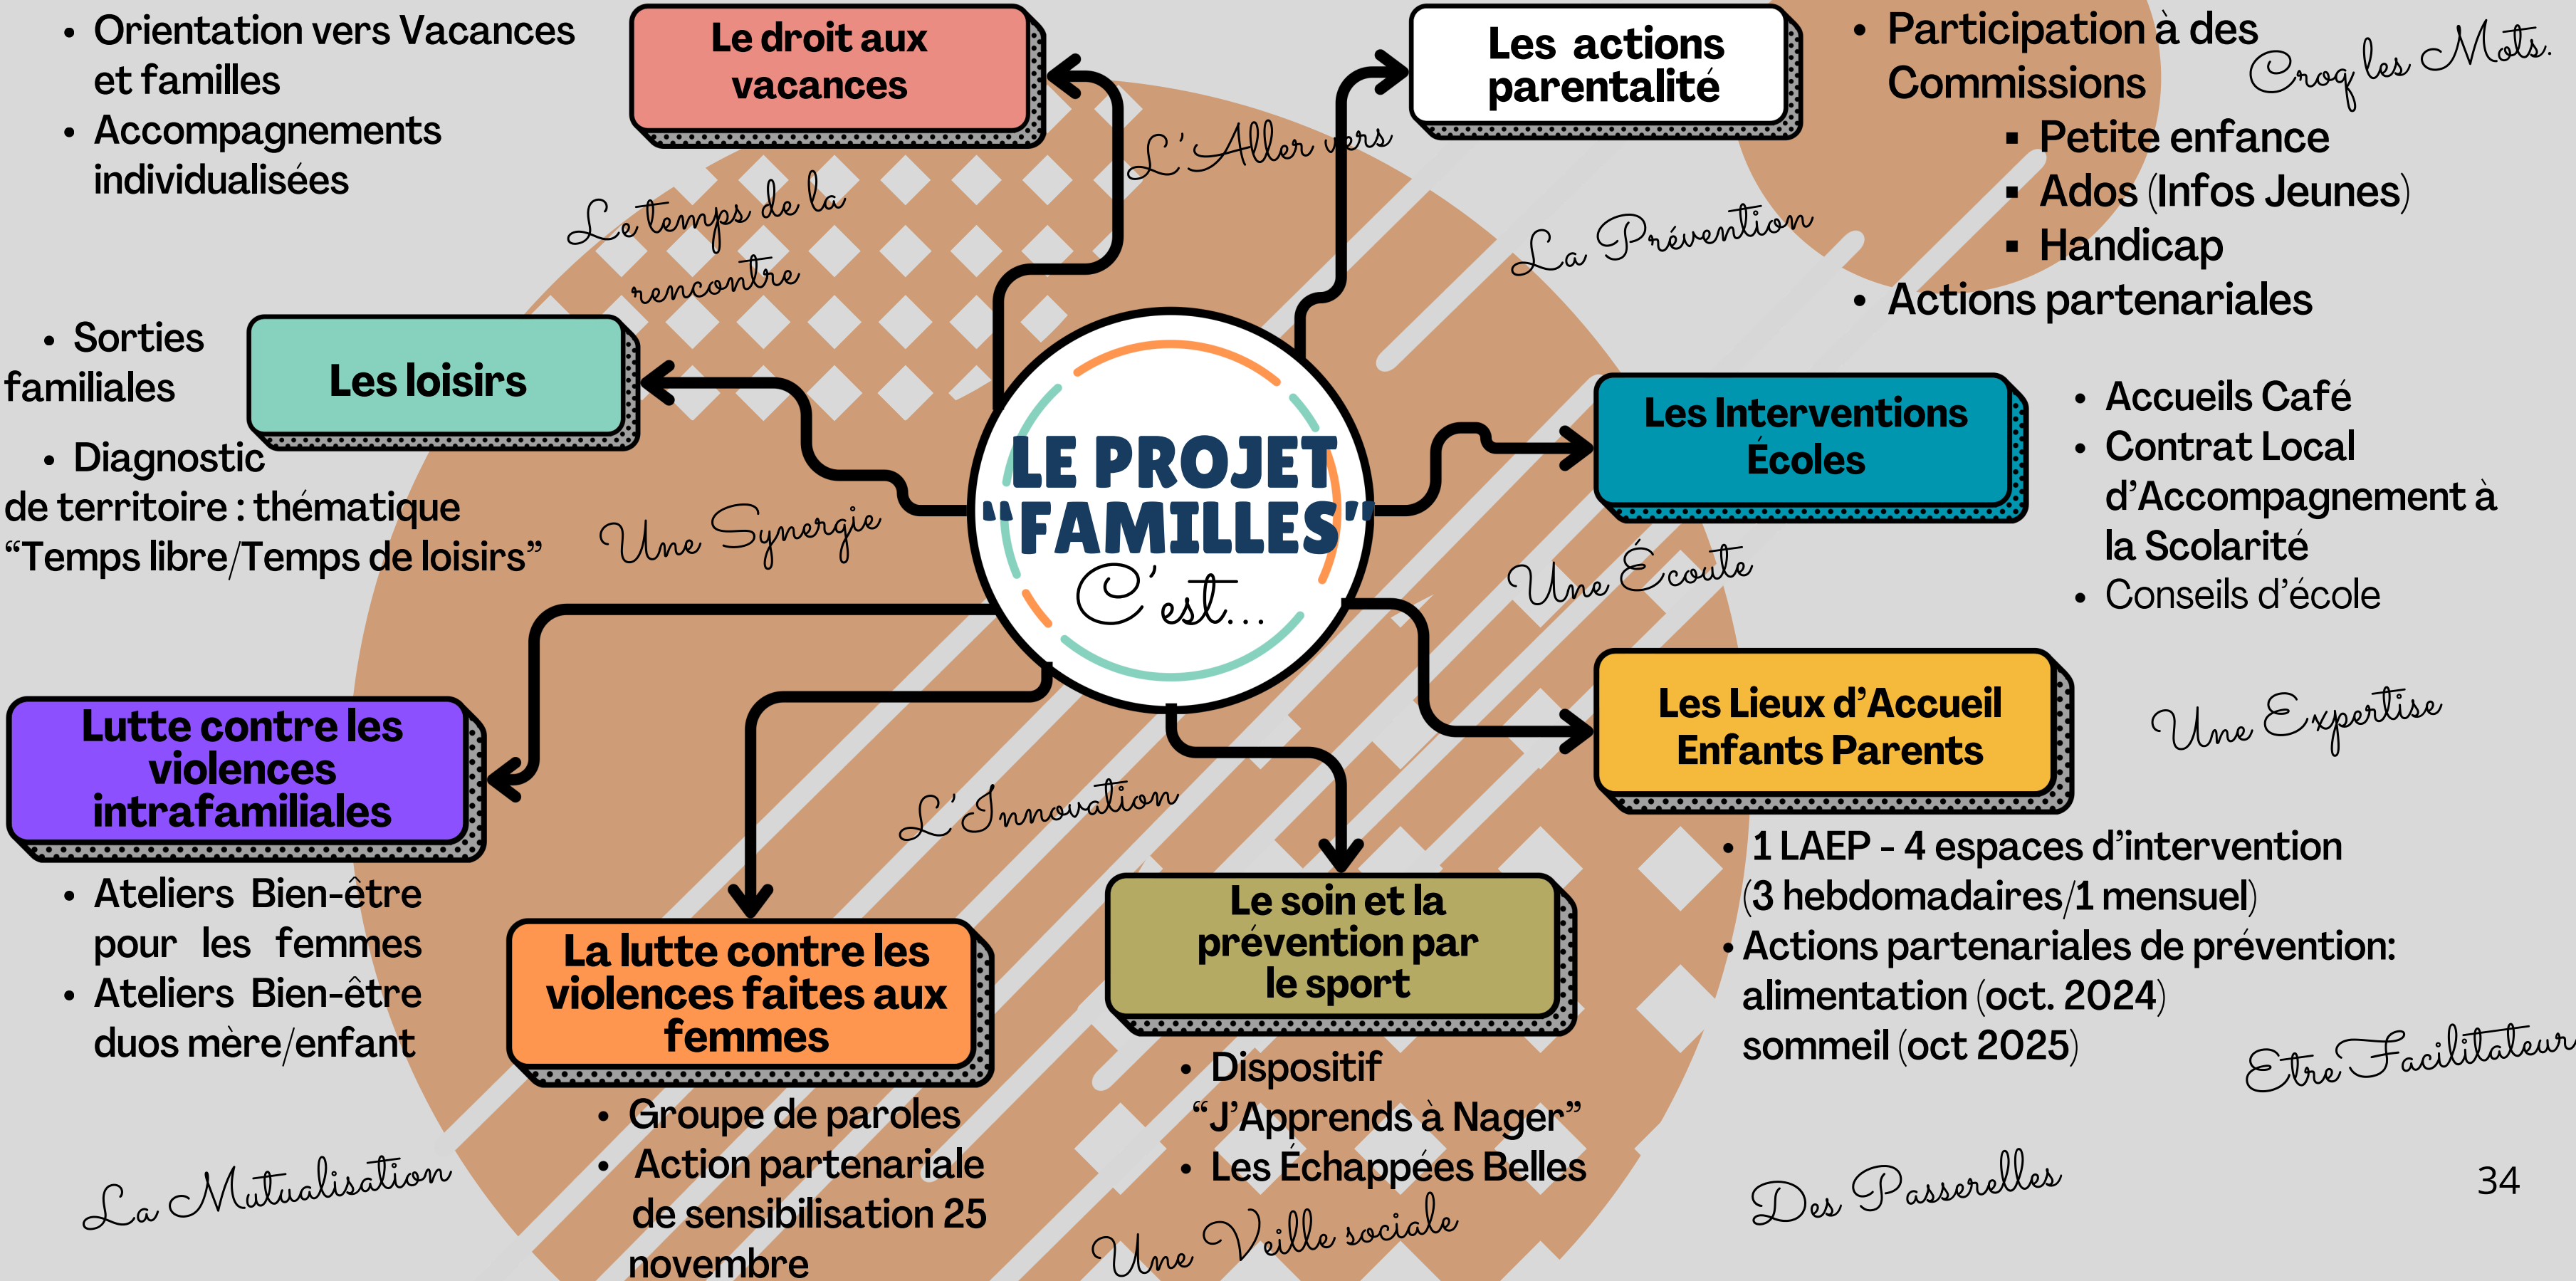 Orientation vers Vacances
et familles
Accompagnements
individualisées
Le droit aux
vacances
Les actions
parentalité
Participation à des
Commissions
Petite enfance
Ados (Infos Jeunes)
Handicap
Actions partenariales
Croq les Mots.
L'Aller vers
Le temps de la
rencontre
La Prévention
Sorties
familiales
Diagnostic
de territoire : thématique
“Temps libre/Temps de loisirs”
Les loisirs
LE PROJET
“FAMILLES”
C'est...
Les Interventions
Écoles
Accueils Café
Contrat Local
d’Accompagnement à
la Scolarité
Conseils d’école
Une Synergie
Une Écoute
Lutte contre les
violences
intrafamiliales
Ateliers Bien-être
pour les femmes
Ateliers Bien-être
duos mère/enfant
Les Lieux d’Accueil
Enfants Parents
Une Expertise
1 LAEP - 4 espaces d’intervention
(3 hebdomadaires/1 mensuel)
Actions partenariales de prévention:
alimentation (oct. 2024)
sommeil (oct 2025)
L'Innovation
La lutte contre les
violences faites aux
femmes
Groupe de paroles
Action partenariale
de sensibilisation 25
novembre
Le soin et la
prévention par
le sport
Dispositif
“J’Apprends à Nager”
Les Échappées Belles
Etre Facilitateur
La Mutualisation
Une Veille sociale
Des Passerelles
34